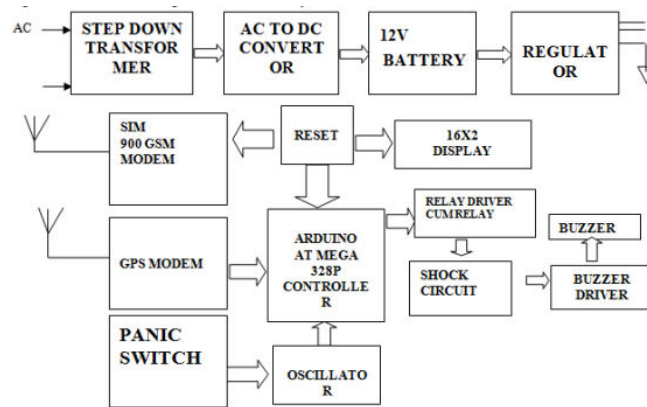 AC
STEP DOWN
TRANSFOR
MER
AC TO DC
CONVERT
OR
12V
BATTERY
REGULAT
OR
SIM
900 GSM
MODEM
RESET
16X2
DISPLAY
GPS MODEM
ARDUINO
AT MEGA
328P
CONTROLLE
R
RELAY DRIVER
CUM RELAY
SHOCK
CIRCUIT
BUZZER
BUZZER
DRIVER
PANIC
SWITCH
OSCILLATO
R